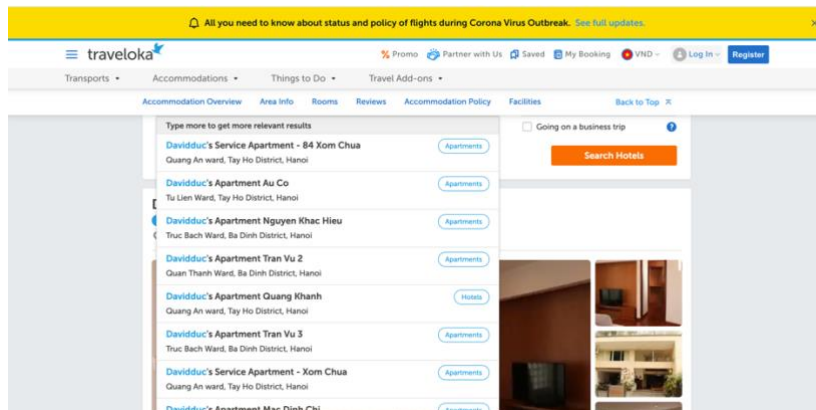 All you need to know about status and policy of flights during Corona Virus Outbreak. See full updates.
traveloka
Promo Partner with Us Saved My Booking VND Log In Register
Transports Accommodations Things to Do Travel Add-ons
Accommodation Overview Area Info Rooms Reviews Accommodation Policy Facilities Back to Top X
Type more to get more relevant results
Going on a business trip ?
Davidduc's Service Apartment - 84 Xom Chua Apartments
Quang An ward, Tay Ho District, Hanoi
Search Hotels
Davidduc's Apartment Au Co Apartments
Tu Lien Ward, Tay Ho District, Hanoi
Davidduc's Apartment Nguyen Khac Hieu Apartments
Truc Bach Ward, Ba Dinh District, Hanoi
Davidduc's Apartment Tran Vu 2 Apartments
Quan Thanh Ward, Ba Dinh District, Hanoi
Davidduc's Apartment Quang Khanh Hotels
Quang An ward, Tay Ho District, Hanoi
Davidduc's Apartment Tran Vu 3 Apartments
Truc Bach Ward, Ba Dinh District, Hanoi
Davidduc's Service Apartment - Xom Chua Apartments
Quang An ward, Tay Ho District, Hanoi
Davidduc's Apartment Mac Dinh Chi Apartments